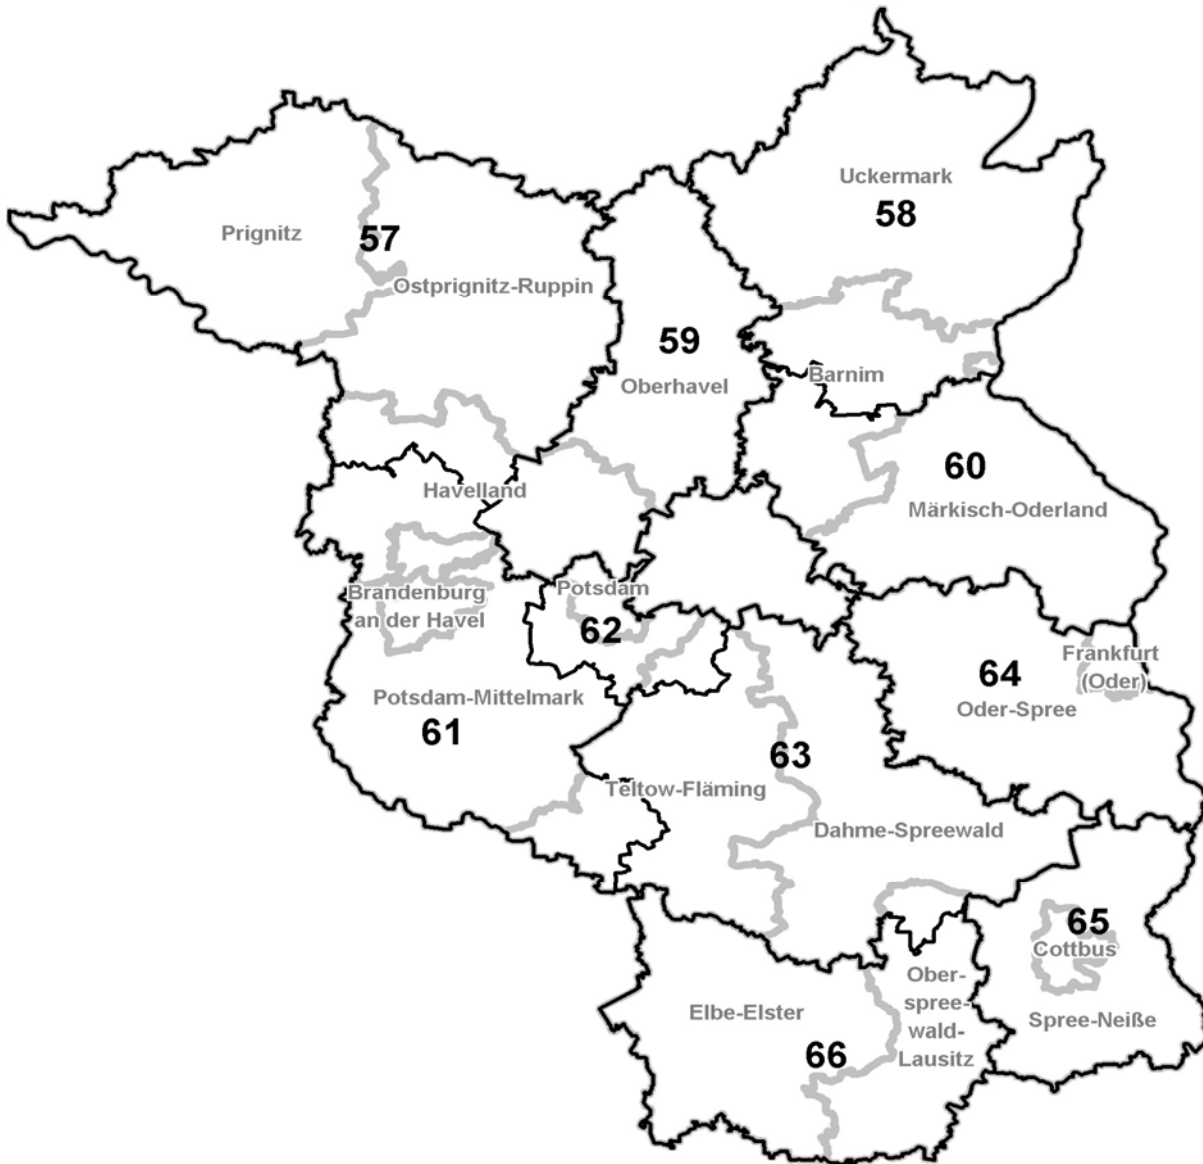 Uckermark
58
Prignitz
57
Ostprignitz-Ruppin
59
Oberhavel
Barnim
60
Märkisch-Oderland
Havelland
Brandenburg
an der Havel
Potsdam
62
Frankfurt
(Oder)
64
Oder-Spree
Potsdam-Mittelmark
61
63
Teltow-Fläming
Dahme-Spreewald
65
Cottbus
Spree-Neiße
Ober-
spree-
wald-
Lausitz
Elbe-Elster
66